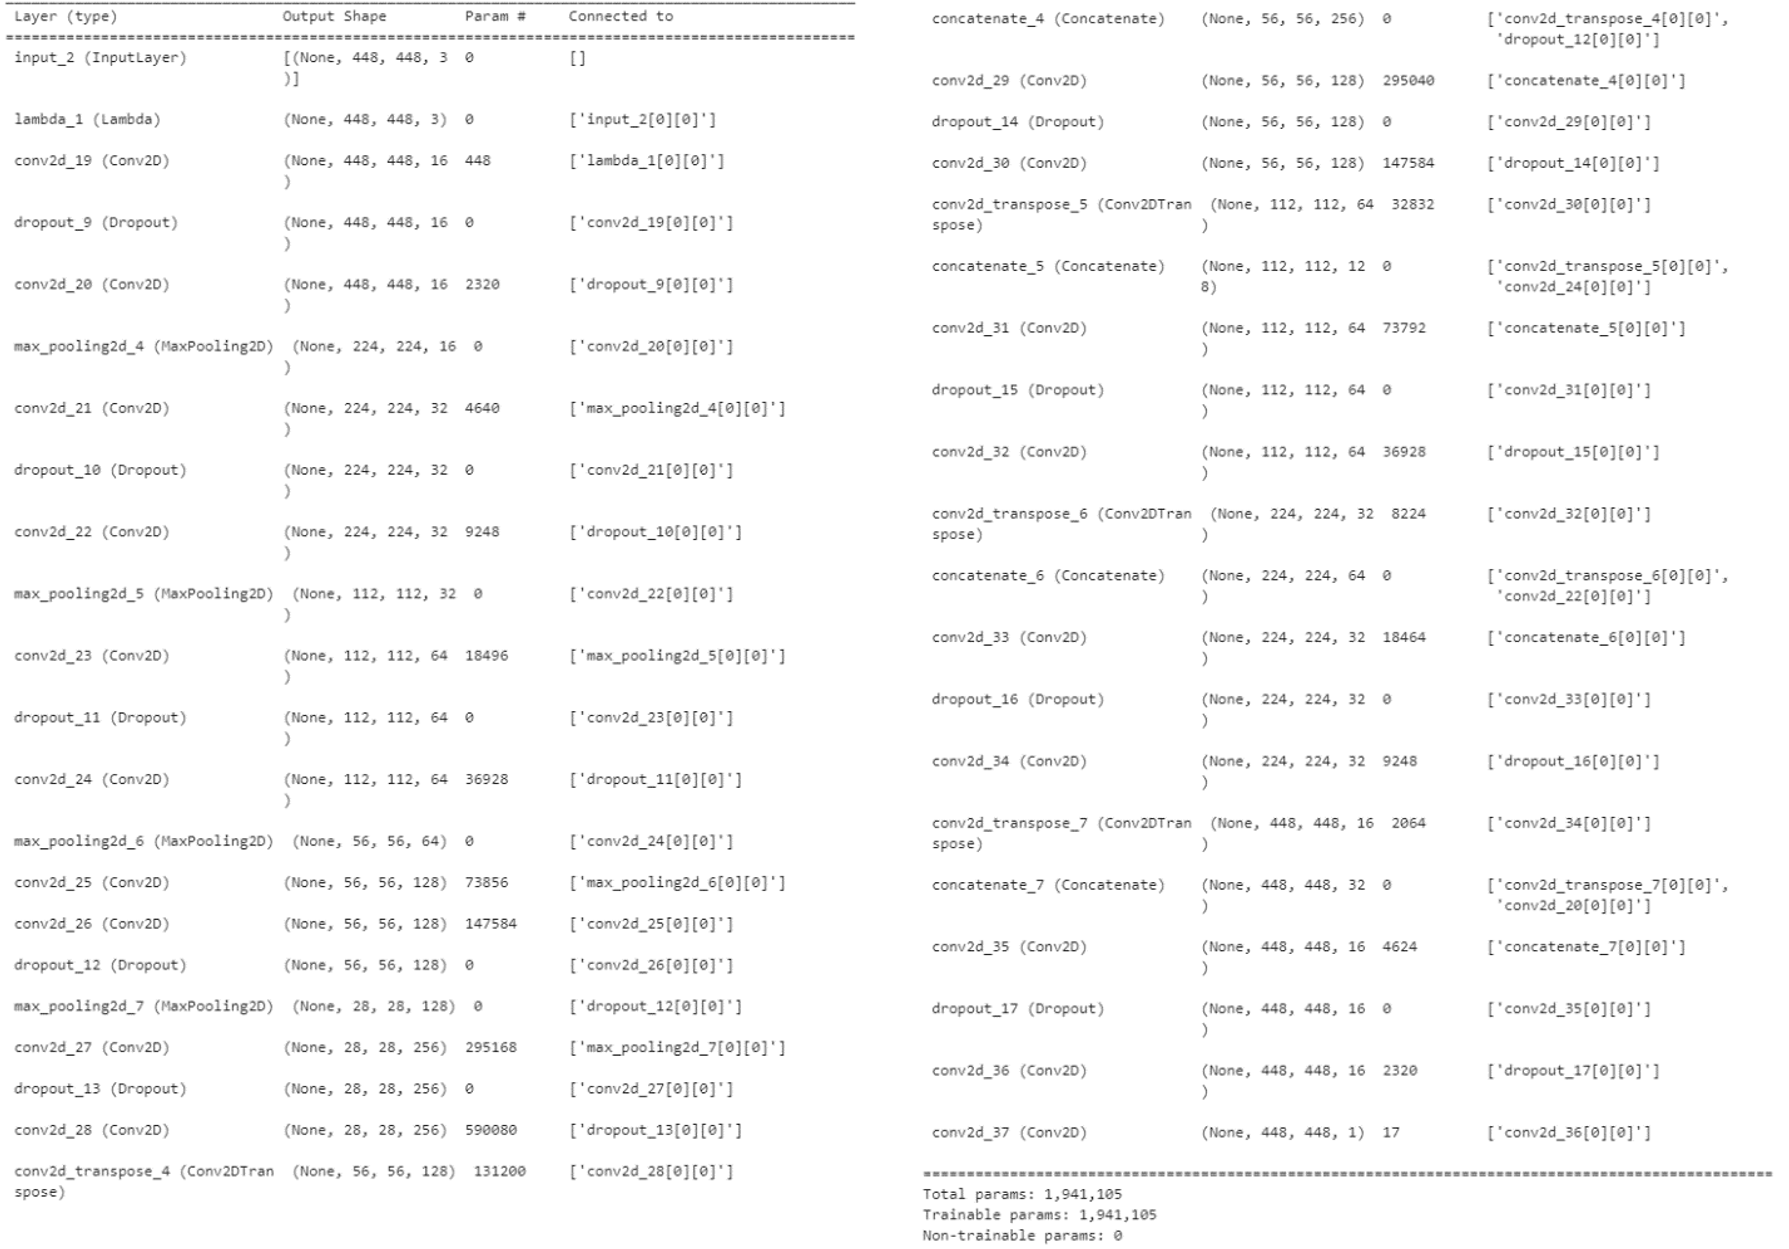 Layer (type) Output Shape Param # Connected to
==================================================================================================
input_2 (InputLayer) [(None, 448, 448, 3 0 []
)]
lambda_1 (Lambda) (None, 448, 448, 3) 0 ['input_2[0][0]']
conv2d_19 (Conv2D) (None, 448, 448, 16 448 ['lambda_1[0][0]']
)
dropout_9 (Dropout) (None, 448, 448, 16 0 ['conv2d_19[0][0]']
)
conv2d_20 (Conv2D) (None, 448, 448, 16 2320 ['dropout_9[0][0]']
)
max_pooling2d_4 (MaxPooling2D) (None, 224, 224, 16 0 ['conv2d_20[0][0]']
)
conv2d_21 (Conv2D) (None, 224, 224, 32 4640 ['max_pooling2d_4[0][0]']
)
dropout_10 (Dropout) (None, 224, 224, 32 0 ['conv2d_21[0][0]']
)
conv2d_22 (Conv2D) (None, 224, 224, 32 9248 ['dropout_10[0][0]']
)
max_pooling2d_5 (MaxPooling2D) (None, 112, 112, 32 0 ['conv2d_22[0][0]']
)
conv2d_23 (Conv2D) (None, 112, 112, 64 18496 ['max_pooling2d_5[0][0]']
)
dropout_11 (Dropout) (None, 112, 112, 64 0 ['conv2d_23[0][0]']
)
conv2d_24 (Conv2D) (None, 112, 112, 64 36928 ['dropout_11[0][0]']
)
max_pooling2d_6 (MaxPooling2D) (None, 56, 56, 64) 0 ['conv2d_24[0][0]']
conv2d_25 (Conv2D) (None, 56, 56, 128) 73856 ['max_pooling2d_6[0][0]']
conv2d_26 (Conv2D) (None, 56, 56, 128) 147584 ['conv2d_25[0][0]']
dropout_12 (Dropout) (None, 56, 56, 128) 0 ['conv2d_26[0][0]']
max_pooling2d_7 (MaxPooling2D) (None, 28, 28, 128) 0 ['dropout_12[0][0]']
conv2d_27 (Conv2D) (None, 28, 28, 256) 295168 ['max_pooling2d_7[0][0]']
dropout_13 (Dropout) (None, 28, 28, 256) 0 ['conv2d_27[0][0]']
conv2d_28 (Conv2D) (None, 28, 28, 256) 590080 ['dropout_13[0][0]']
conv2d_transpose_4 (Conv2DTran (None, 56, 56, 128) 131200 ['conv2d_28[0][0]']
spose)
concatenate_4 (Concatenate) (None, 56, 56, 256) 0 ['conv2d_transpose_4[0][0]',
'dropout_12[0][0]']
conv2d_29 (Conv2D) (None, 56, 56, 128) 295040 ['concatenate_4[0][0]']
dropout_14 (Dropout) (None, 56, 56, 128) 0 ['conv2d_29[0][0]']
conv2d_30 (Conv2D) (None, 56, 56, 128) 147584 ['dropout_14[0][0]']
conv2d_transpose_5 (Conv2DTran (None, 112, 112, 64 32832 ['conv2d_30[0][0]']
spose) )
concatenate_5 (Concatenate) (None, 112, 112, 12 0 ['conv2d_transpose_5[0][0]',
8) 'conv2d_24[0][0]']
conv2d_31 (Conv2D) (None, 112, 112, 64 73792 ['concatenate_5[0][0]']
)
dropout_15 (Dropout) (None, 112, 112, 64 0 ['conv2d_31[0][0]']
)
conv2d_32 (Conv2D) (None, 112, 112, 64 36928 ['dropout_15[0][0]']
)
conv2d_transpose_6 (Conv2DTran (None, 224, 224, 32 8224 ['conv2d_32[0][0]']
spose) )
concatenate_6 (Concatenate) (None, 224, 224, 64 0 ['conv2d_transpose_6[0][0]',
) 'conv2d_22[0][0]']
conv2d_33 (Conv2D) (None, 224, 224, 32 18464 ['concatenate_6[0][0]']
)
dropout_16 (Dropout) (None, 224, 224, 32 0 ['conv2d_33[0][0]']
)
conv2d_34 (Conv2D) (None, 224, 224, 32 9248 ['dropout_16[0][0]']
)
conv2d_transpose_7 (Conv2DTran (None, 448, 448, 16 2064 ['conv2d_34[0][0]']
spose) )
concatenate_7 (Concatenate) (None, 448, 448, 32 0 ['conv2d_transpose_7[0][0]',
) 'conv2d_20[0][0]']
conv2d_35 (Conv2D) (None, 448, 448, 16 4624 ['concatenate_7[0][0]']
)
dropout_17 (Dropout) (None, 448, 448, 16 0 ['conv2d_35[0][0]']
)
conv2d_36 (Conv2D) (None, 448, 448, 16 2320 ['dropout_17[0][0]']
)
conv2d_37 (Conv2D) (None, 448, 448, 1) 17 ['conv2d_36[0][0]']
==================================================================================================
Total params: 1,941,105
Trainable params: 1,941,105
Non-trainable params: 0